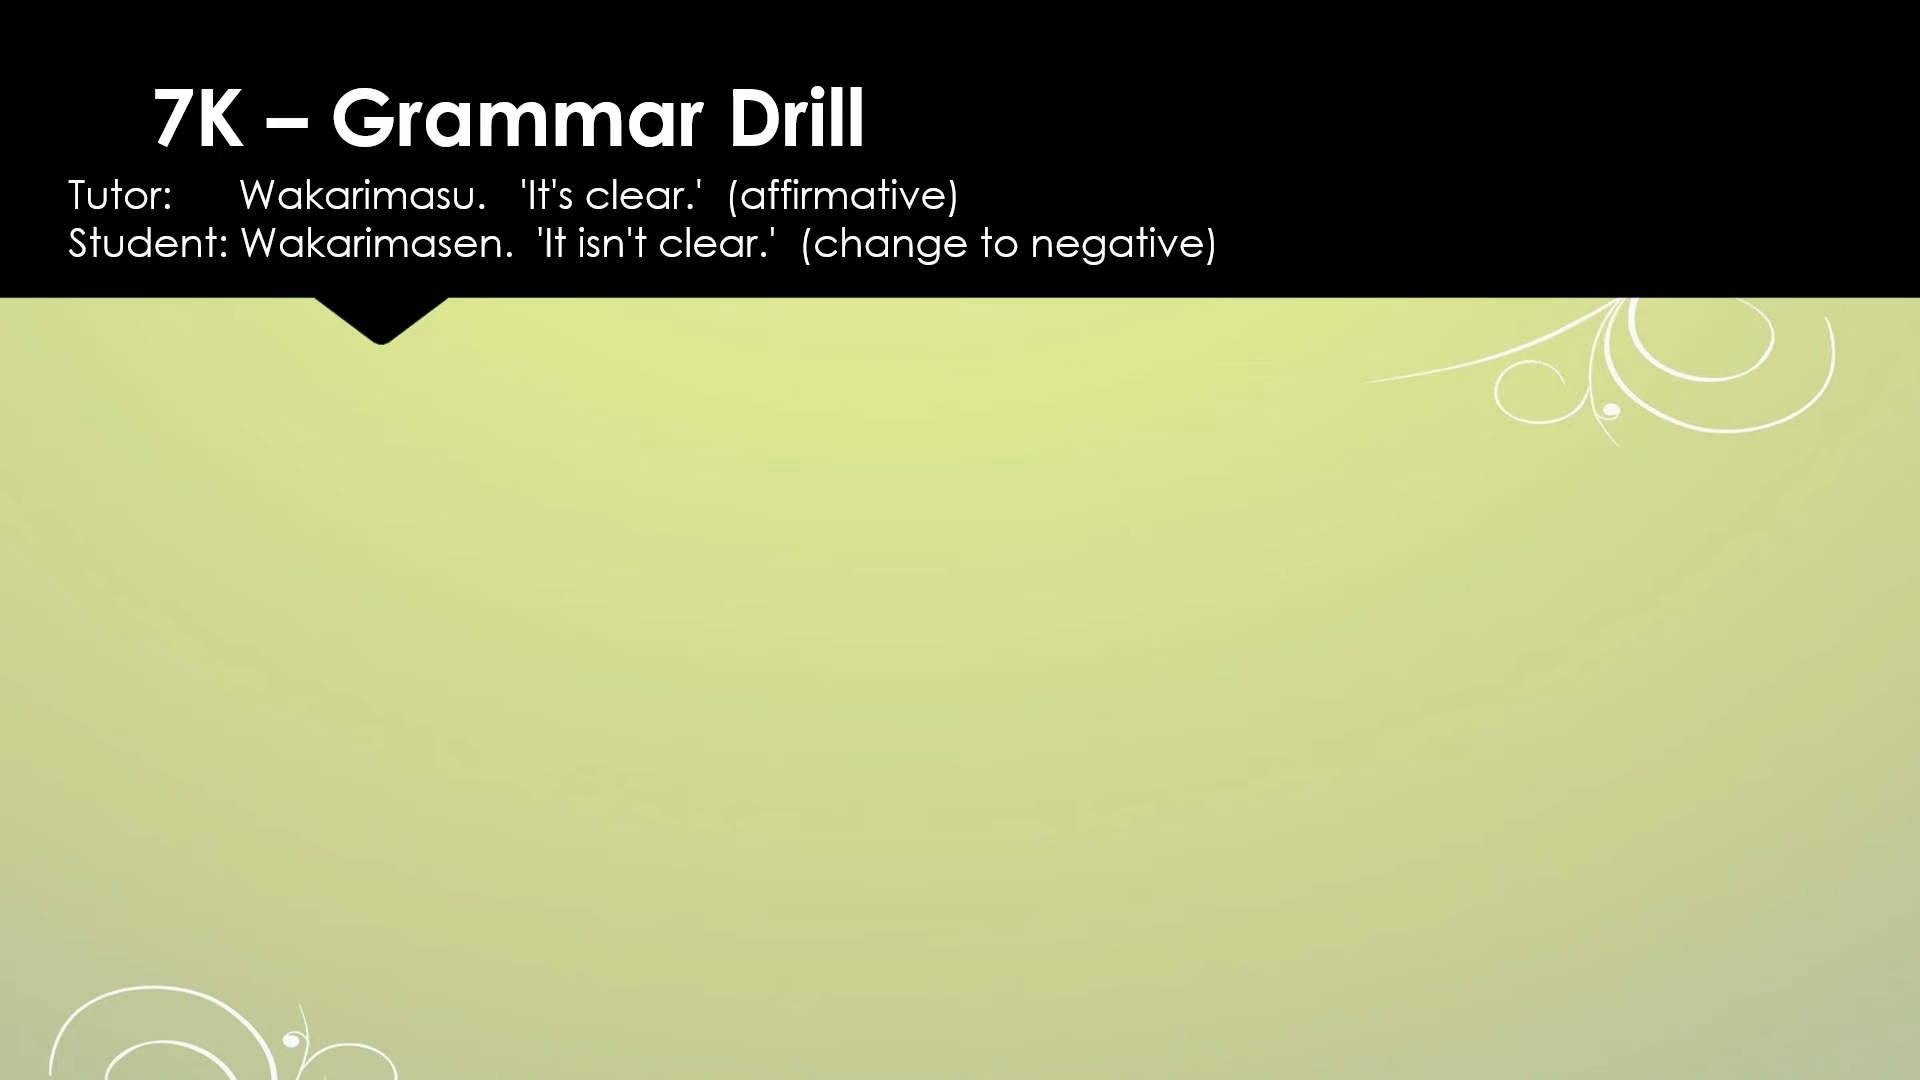 7K – Grammar Drill
Tutor: Wakarimasu. 'It's clear.' (affirmative)
Student: Wakarimasen. 'It isn't clear.' (change to negative)